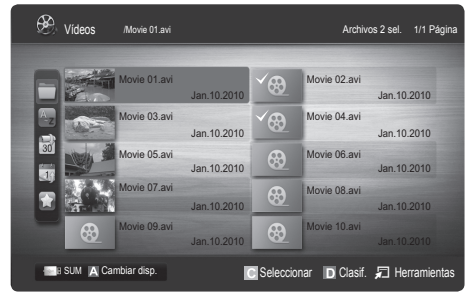 Vídeos /Movie 01.avi Archivos 2 sel. 1/1 Página
Movie 01.avi Movie 02.avi
Jan.10.2010 Jan.10.2010
Movie 03.avi Movie 04.avi
Jan.10.2010 Jan.10.2010
30
Movie 05.avi Movie 06.avi
Jan.10.2010 Jan.10.2010
1
Movie 07.avi Movie 08.avi
Jan.10.2010 Jan.10.2010
Movie 09.avi Movie 10.avi
Jan.10.2010 Jan.10.2010
SUM A Cambiar disp. C Seleccionar D Clasif. Herramientas